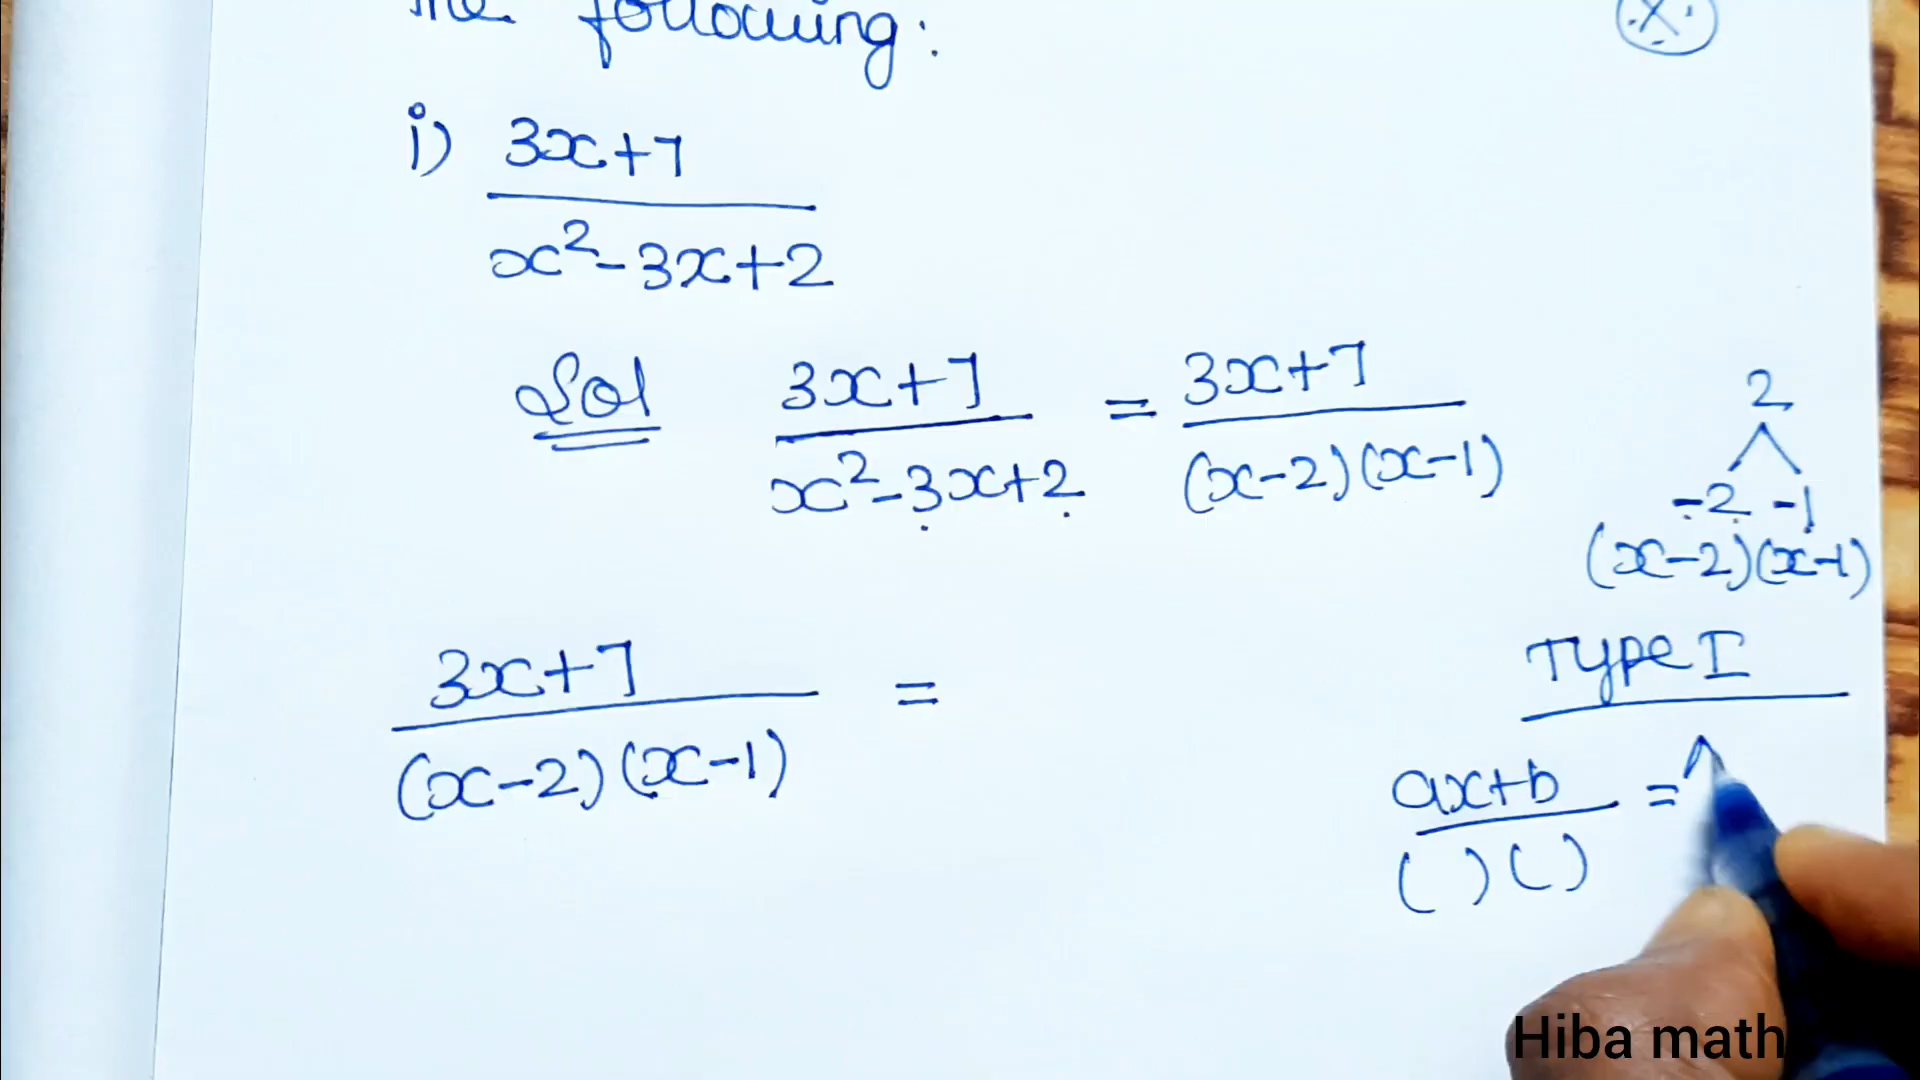 the following:
i) 3x+7
x²-3x+2
Sol 3x+7 = 3x+7
x²-3x+2 (x-2)(x-1)
2
-2 -1
(x-2)(x-1)
Type I
3x+7 =
(x-2)(x-1)
ax+b =
( ) ( )
Hiba math